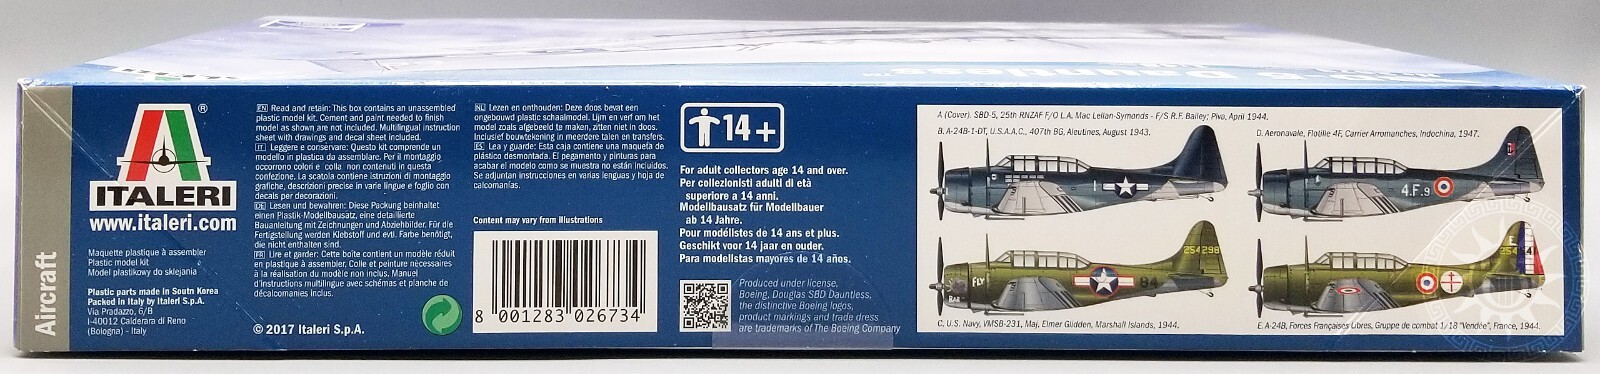 SBD-5 Dauntless
Aircraft
ITALERI
®
www.italeri.com
Maquette plastique à assembler
Plastic model kit
Model plastikowy do sklejania
Plastic parts made in South Korea
Packed in Italy by Italeri S.p.A.
Via Pradazzo, 6/B
I-40012 Calderara di Reno
(Bologna) - Italy
EN Read and retain: This box contains an unassembled
plastic model kit. Cement and paint needed to finish
model as shown are not included. Multilingual instruction
sheet with drawings and decal sheet included.
IT Leggere e conservare: Questo kit comprende un
modello in plastica da assemblare. Per il montaggio
occorrono colori e colla non contenuti in questa
confezione. La scatola contiene istruzioni di montaggio
grafiche, descrizioni precise in varie lingue e foglio con
decals per decorazioni.
DE Lesen und bewahren: Diese Packung beinhaltet
einen Plastik-Modellbausatz, eine detaillierte
Bauanleitung mit Zeichnungen und Abziehbilder. Für die
Fertigstellung werden Klebstoff und evtl. Farbe benötigt,
die nicht enthalten sind.
FR Lire et garder: Cette boîte contient un modèle réduit
en plastique à assembler. Colle et peinture nécessaires
à la réalisation du modèle non inclus. Manuel
d'instructions multilingue avec schémas et planche de
décalcomanies inclus.
© 2017 Italeri S.p.A.
NL Lezen en onthouden: Deze doos bevat een
ongebouwd plastic schaalmodel. Lijm en verf om het
model zoals afgebeeld te maken, zitten niet in doos.
Inclusief bouwtekening in meerdere talen en transfers.
ES Lea y guarde: Esta caja contiene una maqueta de
plástico desmontada. El pegamento y pinturas para
acabar el modelo como se muestra no están incluidos.
Se adjuntan instrucciones en varias lenguas y hoja de
calcomanías.
Content may vary from illustrations
8 001283 026734
14+
For adult collectors age 14 and over.
Per collezionisti adulti di età
superiore a 14 anni.
Modellbausatz für Modellbauer
ab 14 Jahre.
Pour modélistes de 14 ans et plus.
Geschikt voor 14 jaar en ouder.
Para modelistas mayores de 14 años.
Produced under license.
Boeing, Douglas SBD Dauntless,
the distinctive Boeing logos,
product markings and trade dress
are trademarks of The Boeing Company
A (Cover). SBD-5, 25th RNZAF F/O L.A. Mac Lellan-Symonds - F/S R.F. Bailey; Piva, April 1944.
B. A-24B-1-DT, U.S.A.A.C., 407th BG, Aleutines, August 1943.
D. Aeronavale, Flotille 4F, Carrier Arromanches, Indochina, 1947.
4.F.9
FLY
BAR
254298
84
C. U.S. Navy, VMSB-231, Maj. Elmer Glidden, Marshall Islands, 1944.
E. A-24B, Forces Françaises Libres, Gruppe de combat 1/18 "Vendée", France, 1944.